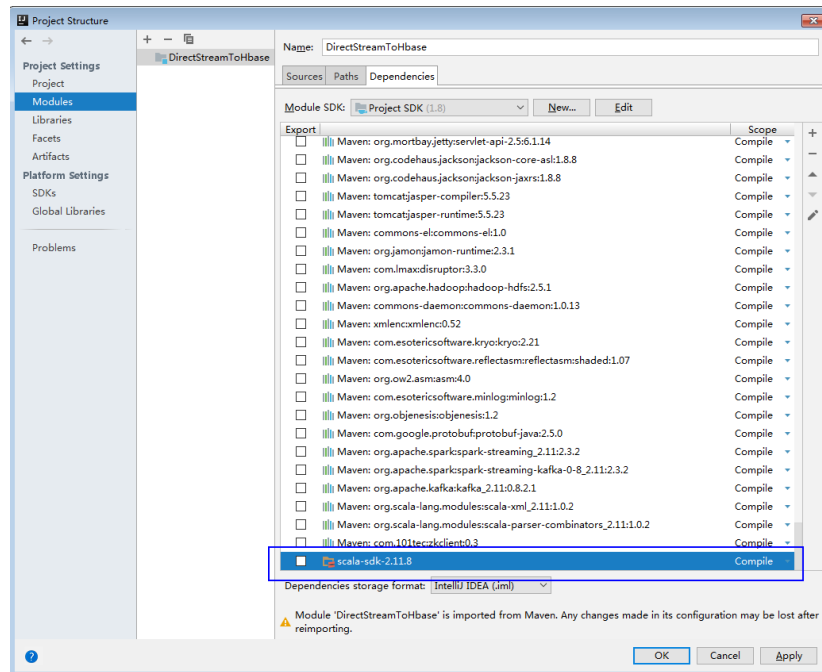 Project Structure
Project Settings
Project
Modules
Libraries
Facets
Artifacts
Platform Settings
SDKs
Global Libraries
Problems
DirectStreamToHbase
Name: DirectStreamToHbase
Sources Paths Dependencies
Module SDK: Project SDK (1.8) New... Edit
Export Scope
Maven: org.mortbay.jetty:servlet-api-2.5:6.1.14 Compile
Maven: org.codehaus.jackson:jackson-core-asl:1.8.8 Compile
Maven: org.codehaus.jackson:jackson-jaxrs:1.8.8 Compile
Maven: tomcat:jasper-compiler:5.5.23 Compile
Maven: tomcat:jasper-runtime:5.5.23 Compile
Maven: commons-el:commons-el:1.0 Compile
Maven: org.jamon:jamon-runtime:2.3.1 Compile
Maven: com.lmax:disruptor:3.3.0 Compile
Maven: org.apache.hadoop:hadoop-hdfs:2.5.1 Compile
Maven: commons-daemon:commons-daemon:1.0.13 Compile
Maven: xmlenc:xmlenc:0.52 Compile
Maven: com.esotericsoftware.kryo:kryo:2.21 Compile
Maven: com.esotericsoftware.reflectasm:reflectasm:shaded:1.07 Compile
Maven: org.ow2.asm:asm:4.0 Compile
Maven: com.esotericsoftware.minlog:minlog:1.2 Compile
Maven: org.objenesis:objenesis:1.2 Compile
Maven: com.google.protobuf:protobuf-java:2.5.0 Compile
Maven: org.apache.spark:spark-streaming_2.11:2.3.2 Compile
Maven: org.apache.spark:spark-streaming-kafka-0-8_2.11:2.3.2 Compile
Maven: org.apache.kafka:kafka_2.11:0.8.2.1 Compile
Maven: org.scala-lang.modules:scala-xml_2.11:1.0.2 Compile
Maven: org.scala-lang.modules:scala-parser-combinators_2.11:1.0.2 Compile
Maven: com.101tec:zkclient:0.3 Compile
scala-sdk-2.11.8 Compile
Dependencies storage format: IntelliJ IDEA (.iml)
Module 'DirectStreamToHbase' is imported from Maven. Any changes made in its configuration may be lost after
reimporting.
OK Cancel Apply